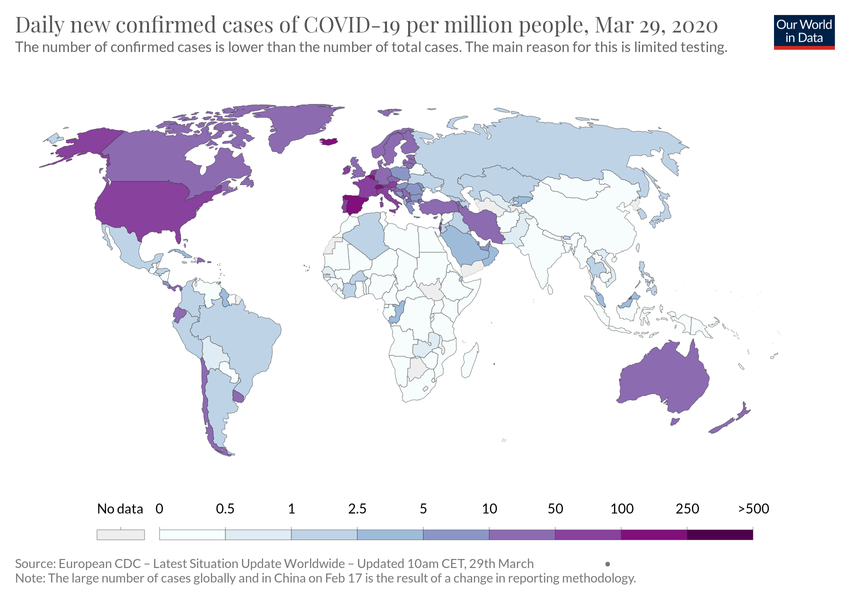 Daily new confirmed cases of COVID-19 per million people, Mar 29, 2020
The number of confirmed cases is lower than the number of total cases. The main reason for this is limited testing.
Our World
in Data
No data 0 0.5 1 2.5 5 10 50 100 250 >500
Source: European CDC – Latest Situation Update Worldwide – Updated 10am CET, 29th March
Note: The large number of cases globally and in China on Feb 17 is the result of a change in reporting methodology.